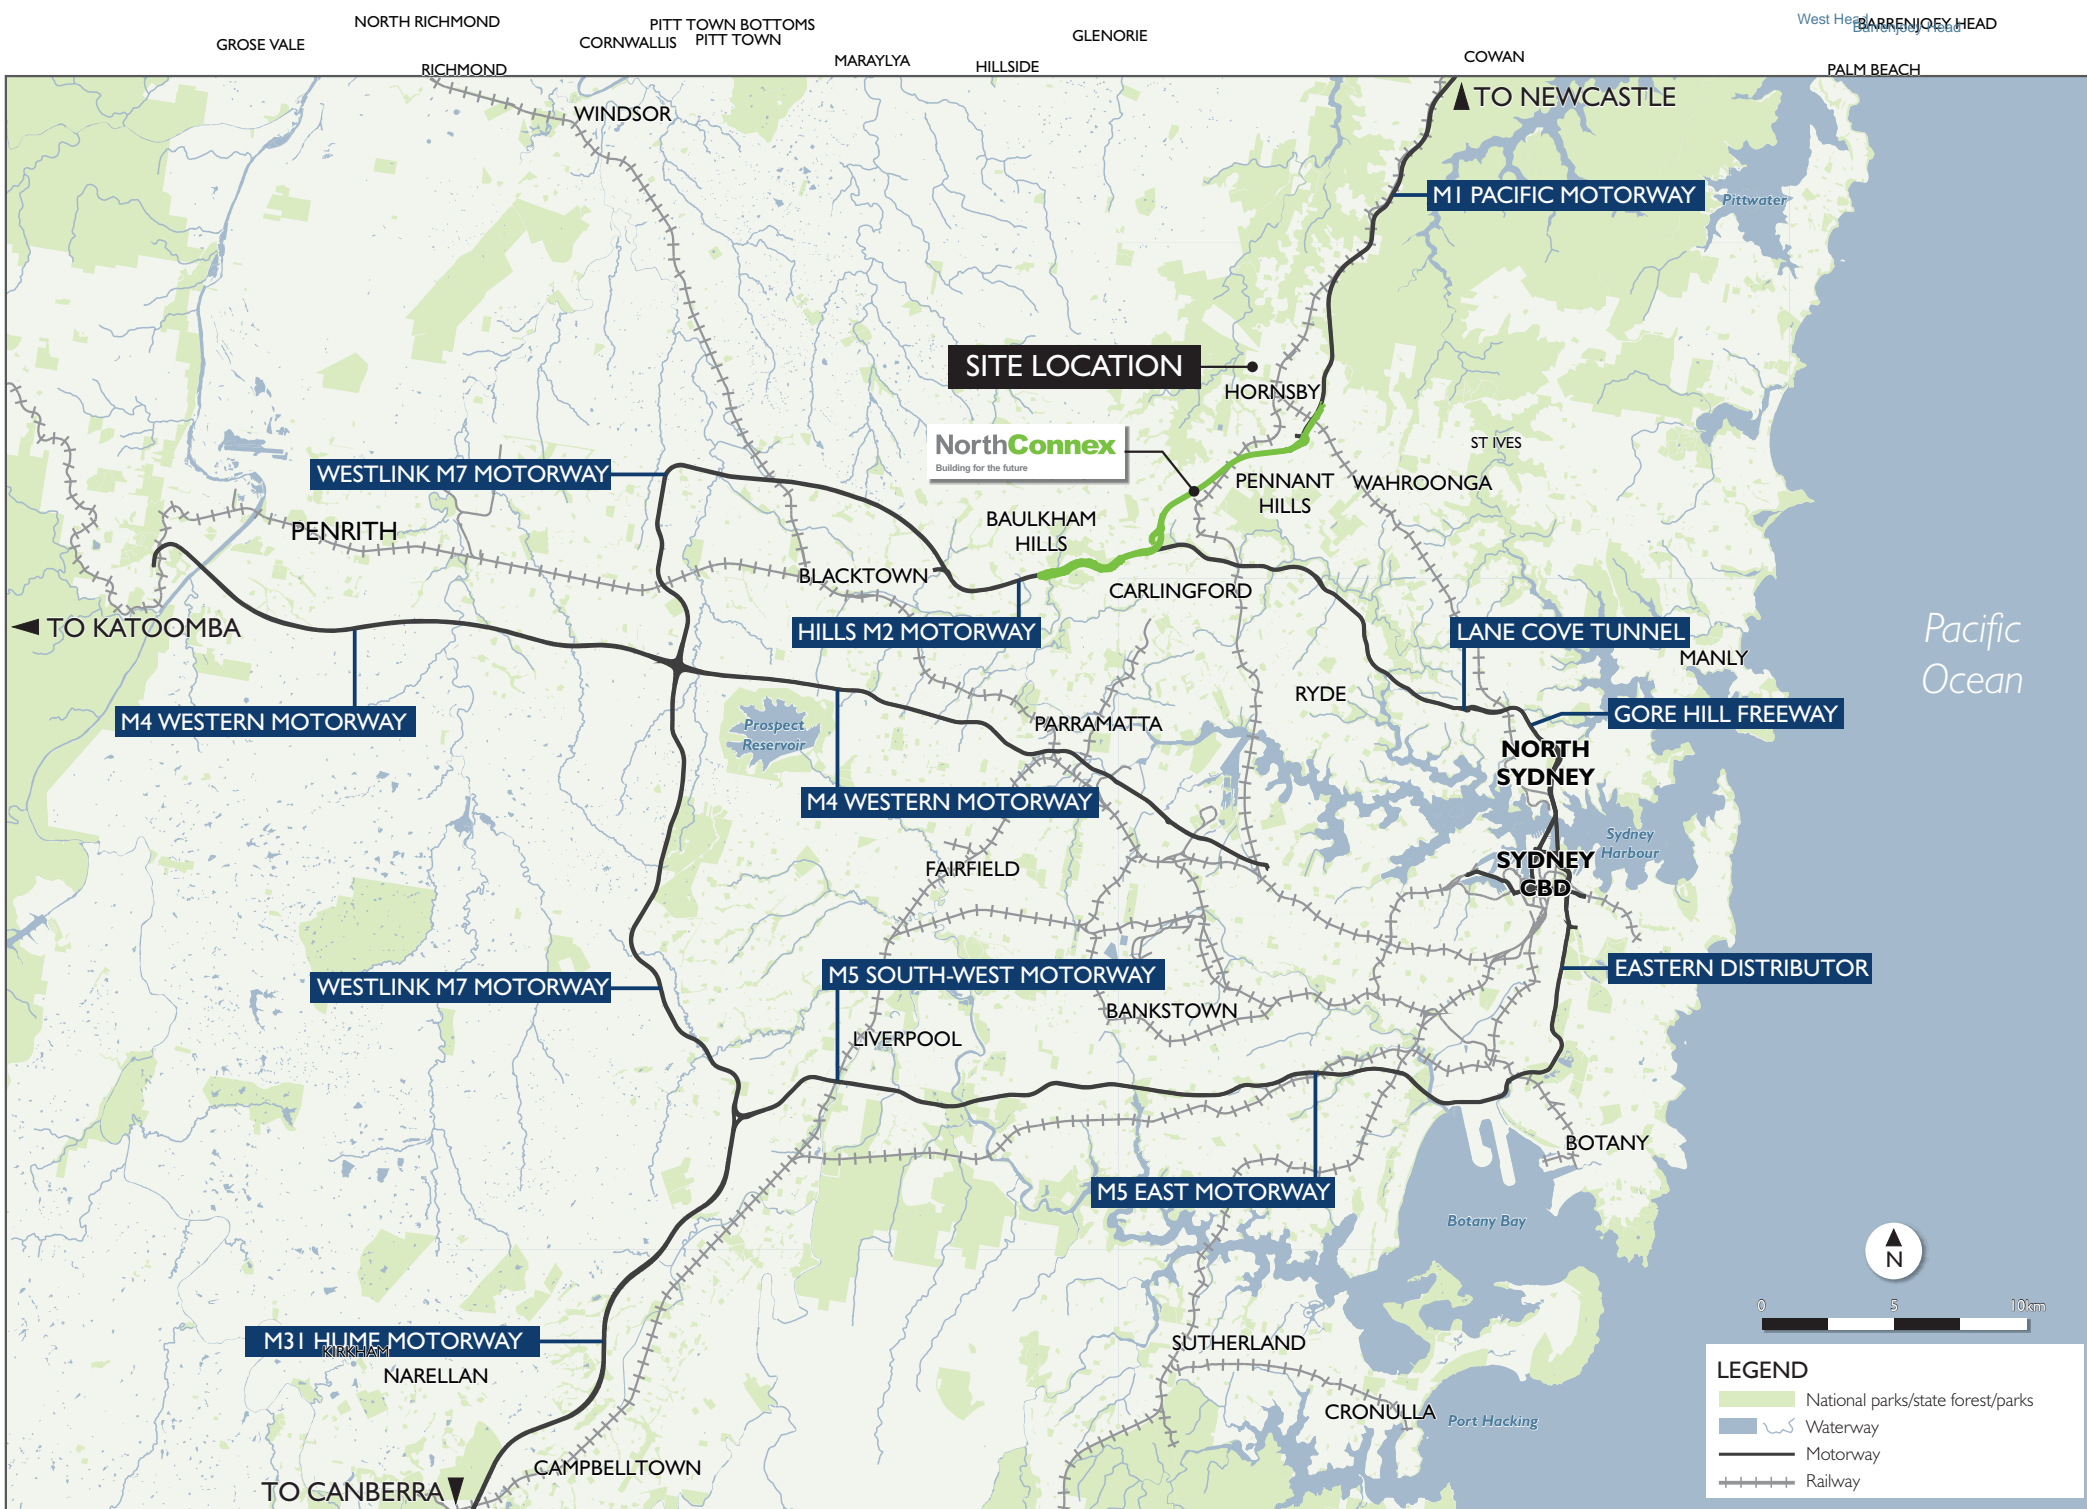 NORTH RICHMOND
PITT TOWN BOTTOMS
West Head
BARRENJOEY HEAD
Barrenjoey Head
GROSE VALE
CORNWALLIS
PITT TOWN
GLENORIE
RICHMOND
MARAYLYA
HILLSIDE
COWAN
PALM BEACH
WINDSOR
TO NEWCASTLE
M1 PACIFIC MOTORWAY
Pittwater
SITE LOCATION
HORNSBY
NorthConnex
Building for the future
ST IVES
WESTLINK M7 MOTORWAY
PENNANT
HILLS
WAHROONGA
PENRITH
BAULKHAM
HILLS
BLACKTOWN
CARLINGFORD
TO KATOOMBA
HILLS M2 MOTORWAY
LANE COVE TUNNEL
MANLY
Pacific
Ocean
RYDE
M4 WESTERN MOTORWAY
Prospect
Reservoir
PARRAMATTA
GORE HILL FREEWAY
NORTH
SYDNEY
M4 WESTERN MOTORWAY
Sydney
Harbour
FAIRFIELD
SYDNEY
CBD
M5 SOUTH-WEST MOTORWAY
EASTERN DISTRIBUTOR
WESTLINK M7 MOTORWAY
BANKSTOWN
LIVERPOOL
BOTANY
M5 EAST MOTORWAY
Botany Bay
N
0 5 10km
M31 HUME MOTORWAY
KIRKHAM
NARELLAN
SUTHERLAND
CRONULLA
Port Hacking
CAMPBELLTOWN
TO CANBERRA
LEGEND
National parks/state forest/parks
Waterway
Motorway
Railway